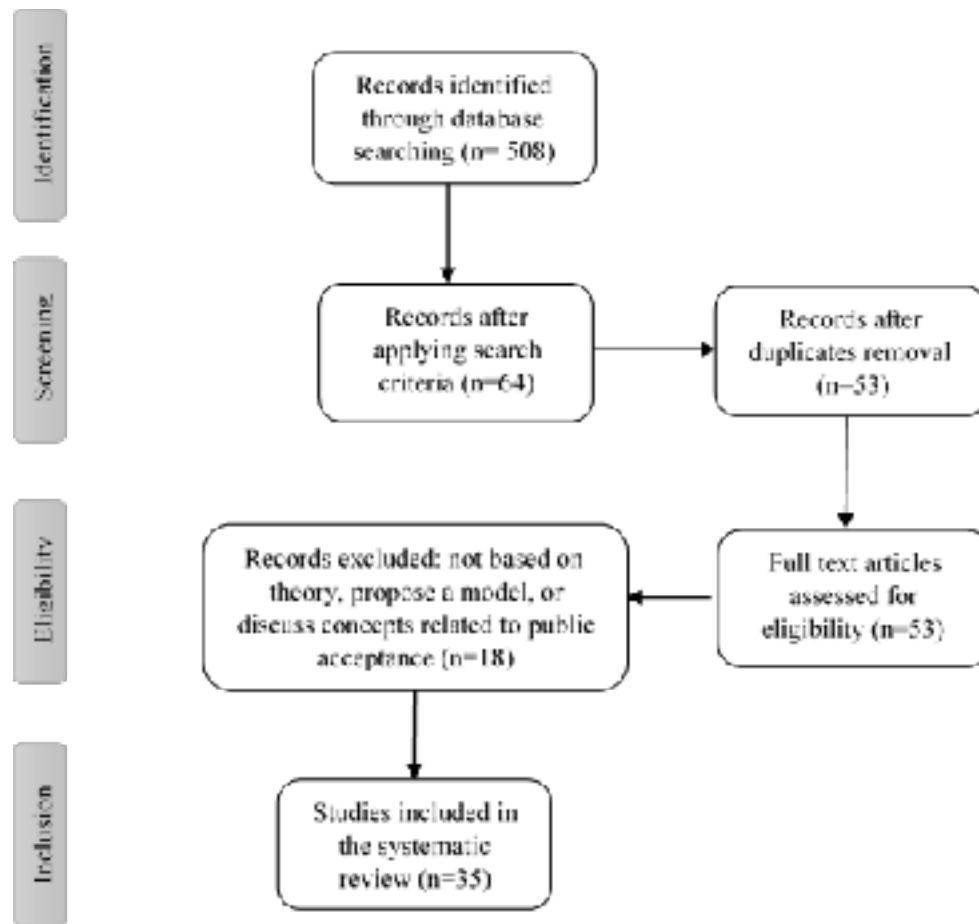 Identification
Records identified
through database
searching (n= 508)
Screening
Records after
applying search
criteria (n=64)
Records after
duplicates removal
(n=53)
Eligibility
Records excluded: not based on
theory, propose a model, or
discuss concepts related to public
acceptance (n=18)
Full text articles
assessed for
eligibility (n=53)
Inclusion
Studies included in
the systematic
review (n=35)